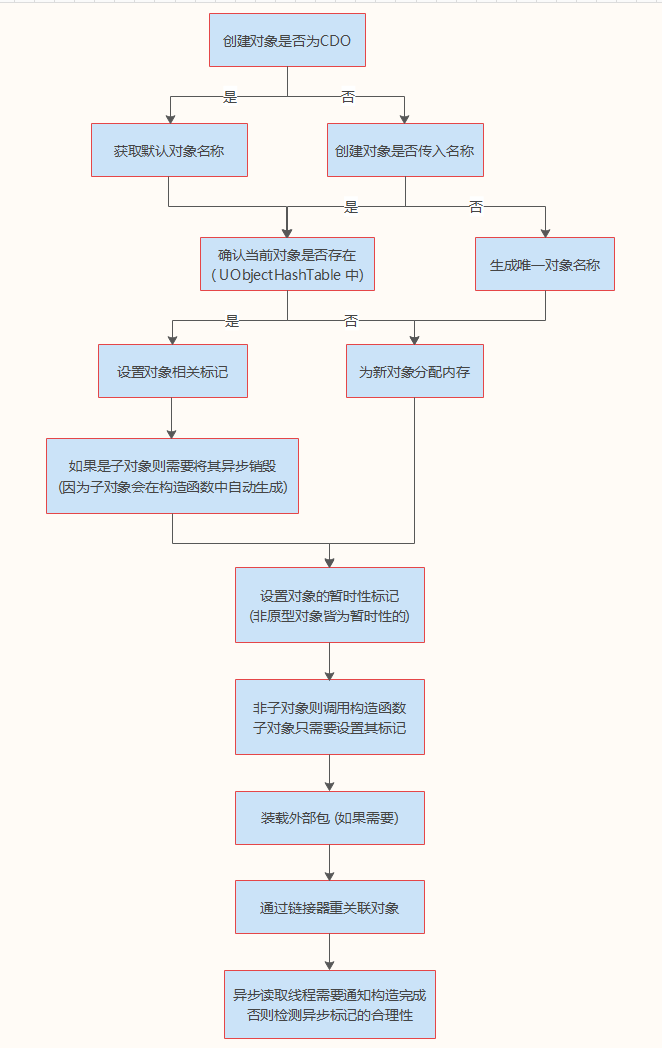 创建对象是否为CDO
是
否
获取默认对象名称
创建对象是否传入名称
是
否
确认当前对象是否存在
( UObjectHashTable 中)
生成唯一对象名称
是
否
设置对象相关标记
为新对象分配内存
如果是子对象则需要将其异步销毁
(因为子对象会在构造函数中自动生成)
设置对象的暂时性标记
(非原型对象皆为暂时性的)
非子对象则调用构造函数
子对象只需要设置其标记
装载外部包 (如果需要)
通过链接器重关联对象
异步读取线程需要通知构造完成
否则检测异步标记的合理性